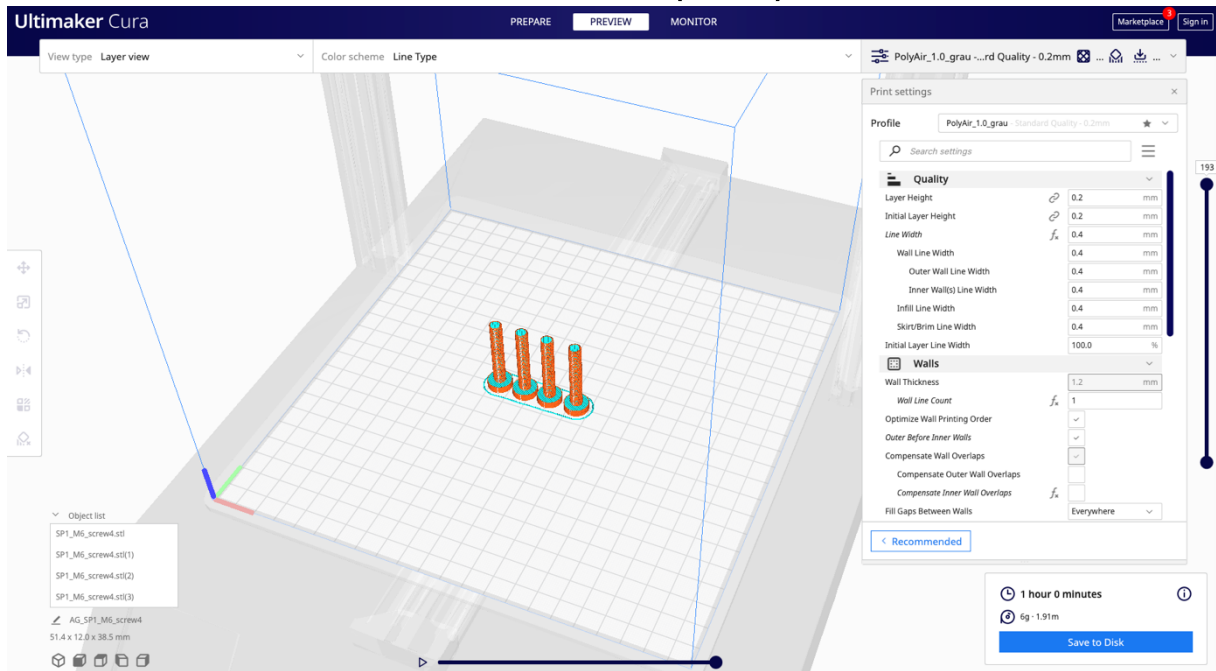 Ultimaker Cura
PREPARE PREVIEW MONITOR
Marketplace 3 Sign in
View type Layer view
Color scheme Line Type
PolyAir_1.0_grau -...rd Quality - 0.2mm ... ...
Print settings
Profile PolyAir_1.0_grau - Standard Quality - 0.2mm
Search settings
193
Quality
Layer Height 0.2 mm
Initial Layer Height 0.2 mm
Line Width 0.4 mm
Wall Line Width 0.4 mm
Outer Wall Line Width 0.4 mm
Inner Wall(s) Line Width 0.4 mm
Infill Line Width 0.4 mm
Skirt/Brim Line Width 0.4 mm
Initial Layer Line Width 100.0 %
Walls
Wall Thickness 1.2 mm
Wall Line Count 1
Optimize Wall Printing Order
Outer Before Inner Walls
Compensate Wall Overlaps
Compensate Outer Wall Overlaps
Compensate Inner Wall Overlaps
Fill Gaps Between Walls Everywhere
Recommended
Object list
SP1_M6_screw4.stl
SP1_M6_screw4.stl(1)
SP1_M6_screw4.stl(2)
SP1_M6_screw4.stl(3)
AG_SP1_M6_screw4
51.4 x 12.0 x 38.5 mm
1 hour 0 minutes
6g · 1.91m
Save to Disk